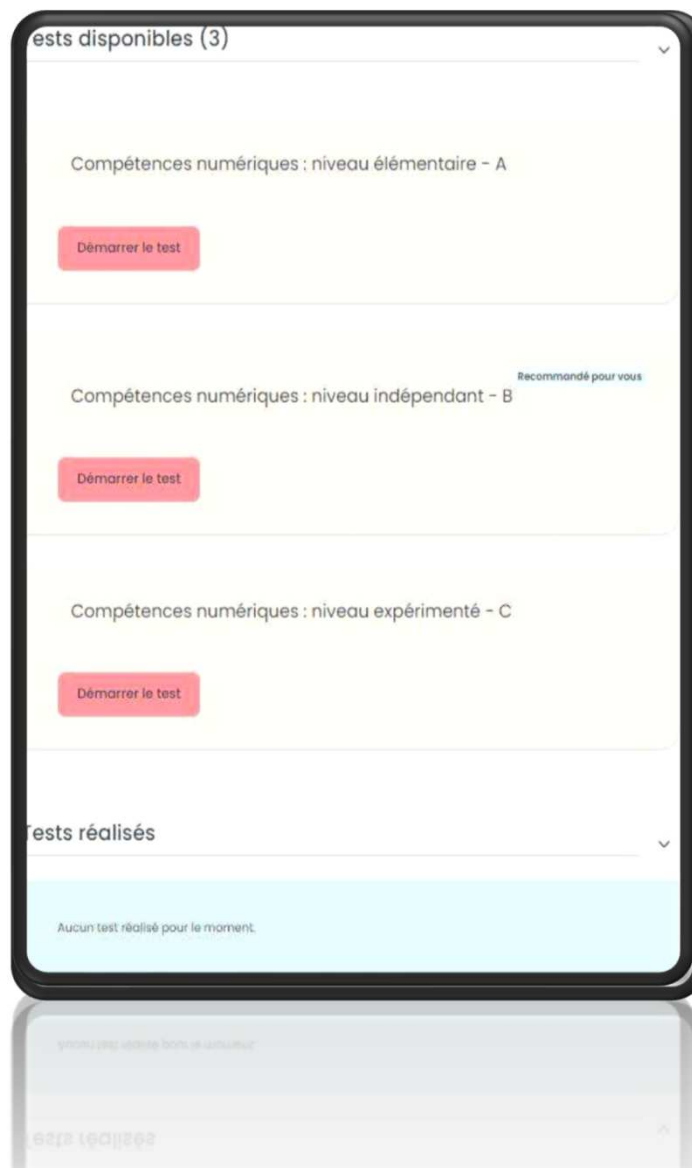 ests disponibles (3)
Compétences numériques : niveau élémentaire - A
Démarrer le test
Recommandé pour vous
Compétences numériques : niveau indépendant - B
Démarrer le test
Compétences numériques : niveau expérimenté - C
Démarrer le test
Tests réalisés
Aucun test réalisé pour le moment.